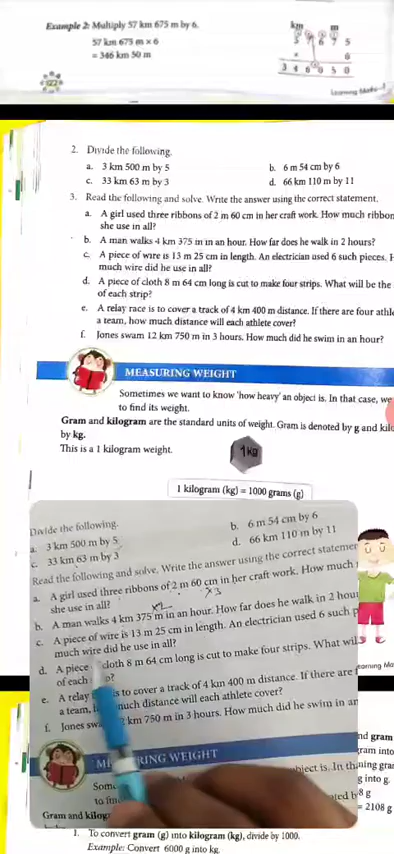 Example 2: Multiply 57 km 675 m by 6.
57 km 675 m × 6
= 346 km 50 m
km m
5 7 6 7 5
× 6
3 4 6 0 5 0
2. Divide the following.
a. 3 km 500 m by 5
b. 6 m 54 cm by 6
c. 33 km 63 m by 3
d. 66 km 110 m by 11
3. Read the following and solve. Write the answer using the correct statement.
a. A girl used three ribbons of 2 m 60 cm in her craft work. How much ribbon
she use in all?
b. A man walks 4 km 375 m in an hour. How far does he walk in 2 hours?
c. A piece of wire is 13 m 25 cm in length. An electrician used 6 such pieces.
much wire did he use in all?
d. A piece of cloth 8 m 64 cm long is cut to make four strips. What will be the
of each strip?
e. A relay race is to cover a track of 4 km 400 m distance. If there are four
a team, how much distance will each athlete cover?
f. Jones swam 12 km 750 m in 3 hours. How much did he swim in an hour?
MEASURING WEIGHT
Sometimes we want to know 'how heavy' an object is. In that case, we
to find its weight.
Gram and kilogram are the standard units of weight. Gram is denoted by g and
by kg.
This is a 1 kilogram weight.
1 kg
1 kilogram (kg) = 1000 grams (g)
Divide the following.
a. 3 km 500 m by 5
b. 6 m 54 cm by 6
c. 33 km 63 m by 3
d. 66 km 110 m by 11
Read the following and solve. Write the answer using the correct
a. A girl used three ribbons of 2 m 60 cm in her craft work. How much
×3
she use in all?
×2
b. A man walks 4 km 375 m in an hour. How far does he walk in 2
c. A piece of wire is 13 m 25 cm in length. An electrician used 6 such
much wire did he use in all?
d. A piece cloth 8 m 64 cm long is cut to make four strips. What
of each
e. A relay is to cover a track of 4 km 400 m distance. If there are
a team, much distance will each athlete cover?
f. Jones km 750 m in 3 hours. How much did he swim in an
RING WEIGHT
Gram and
gram
gram into
g into g.
8 g
= 2108 g
1. To convert gram (g) into kilogram (kg), divide by 1000.
Example: Convert 6000 g into kg.